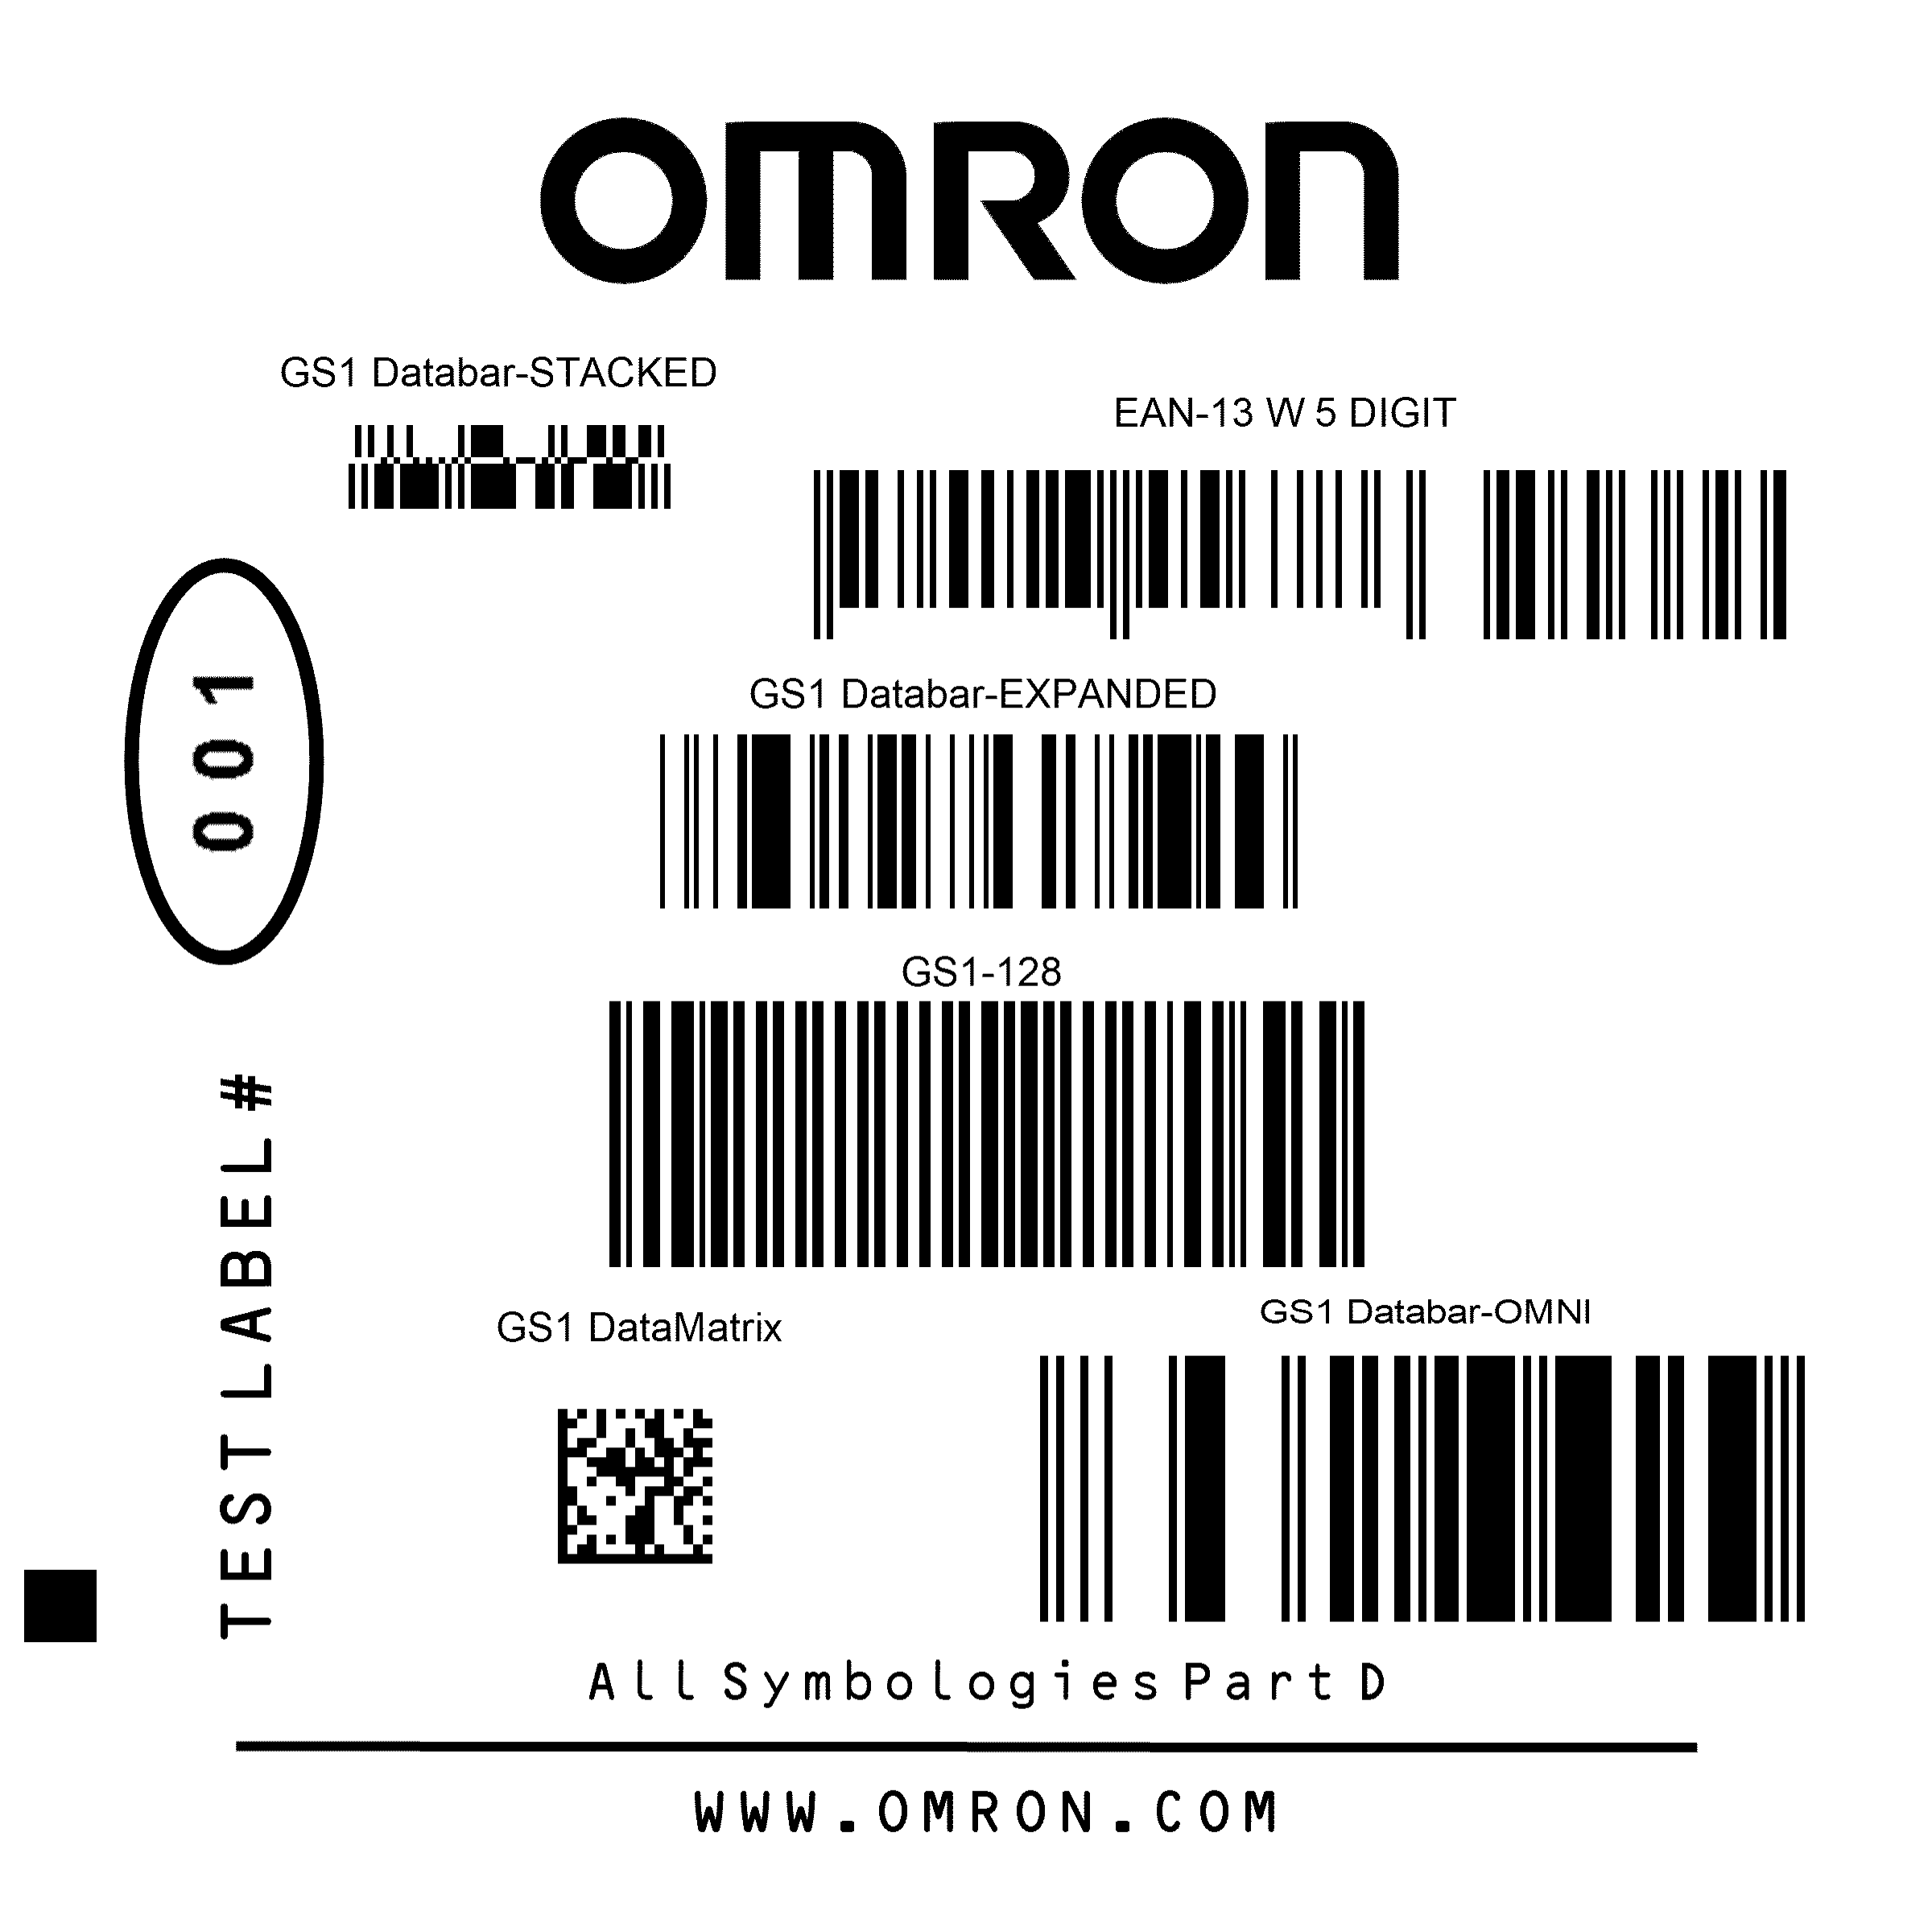 OMRON
GS1 Databar-STACKED
EAN-13 W 5 DIGIT
GS1 Databar-EXPANDED
001
GS1-128
TEST LABEL #
GS1 DataMatrix
GS1 Databar-OMNI
All Symbologies Part D
WWW.OMRON.COM